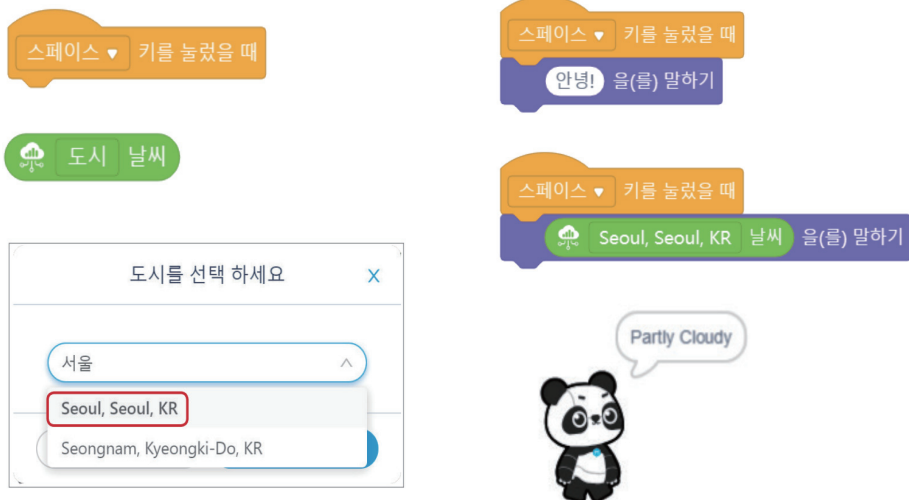 스페이스 ▼ 키를 눌렀을 때
도시 날씨
도시를 선택 하세요 X
서울
Seoul, Seoul, KR
Seongnam, Kyeongki-Do, KR
스페이스 ▼ 키를 눌렀을 때
안녕! 을(를) 말하기
스페이스 ▼ 키를 눌렀을 때
Seoul, Seoul, KR 날씨 을(를) 말하기
Partly Cloudy